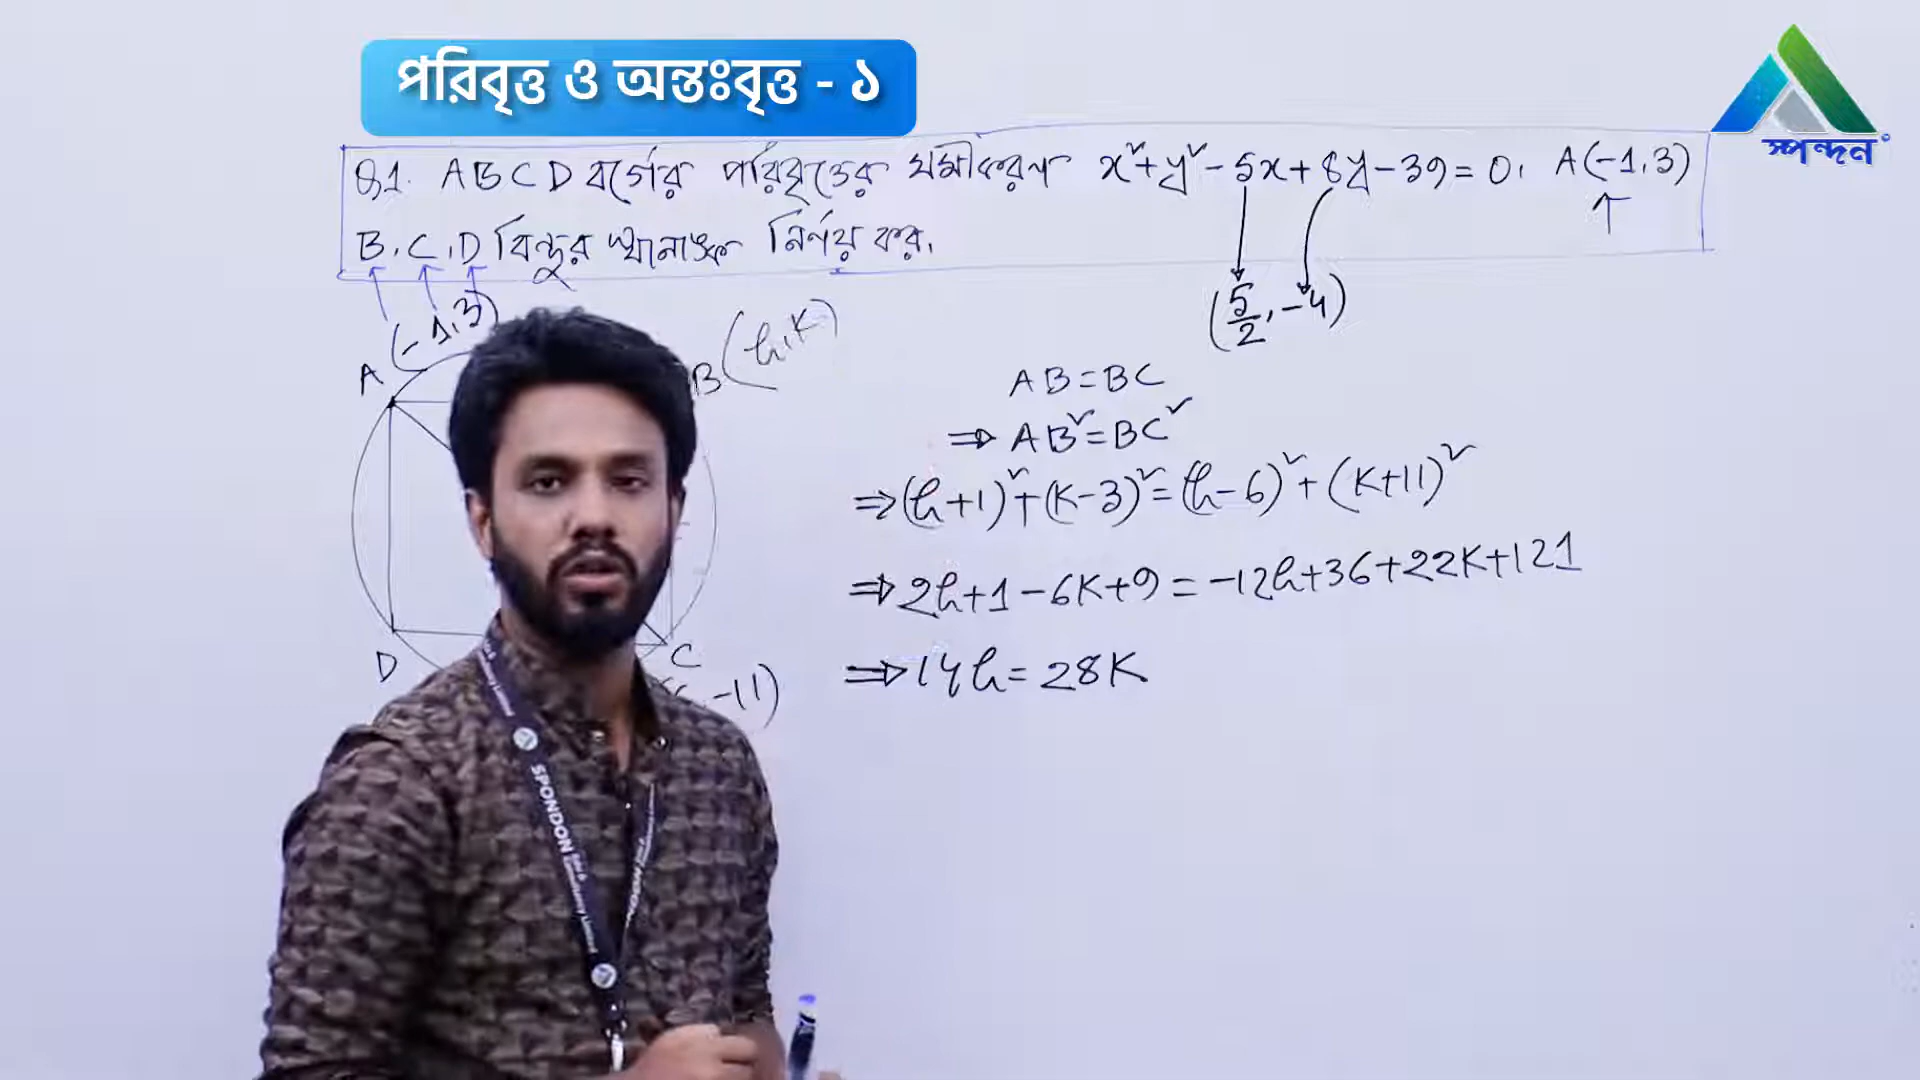 পরিবৃত্ত ও অন্তঃবৃত্ত - ১
স্পন্দন
Q1. ABCD বর্গের পরিবৃত্তের সমীকরণ x²+y²-5x+8y-39=0. A(-1,3)
B, C, D বিন্দুর স্থানাঙ্ক নির্ণয় কর।
(5/2, -4)
A (-1,3)
B (h,k)
D
C
-11)
AB=BC
⇒ AB²=BC²
⇒ (h+1)²+(k-3)²=(h-6)²+(k+11)²
⇒ 2h+1-6k+9=-12h+36+22k+121
⇒ 14h=28k
SPONDON